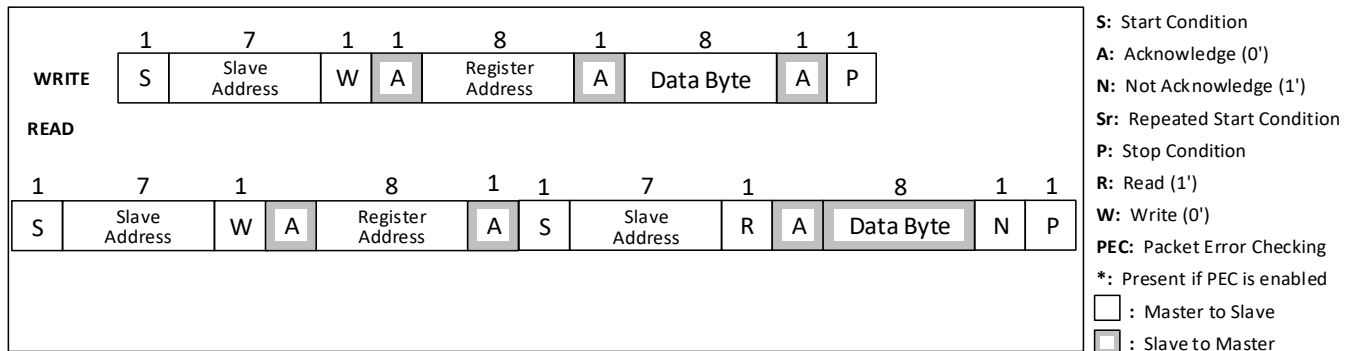 1 7 1 1 8 1 8 1 1
WRITE S Slave Address W A Register Address A Data Byte A P
READ
1 7 1 8 1 1 7 1 8 1 1
S Slave Address W A Register Address A S Slave Address R A Data Byte N P
S: Start Condition
A: Acknowledge (0')
N: Not Acknowledge (1')
Sr: Repeated Start Condition
P: Stop Condition
R: Read (1')
W: Write (0')
PEC: Packet Error Checking
*: Present if PEC is enabled
: Master to Slave
: Slave to Master